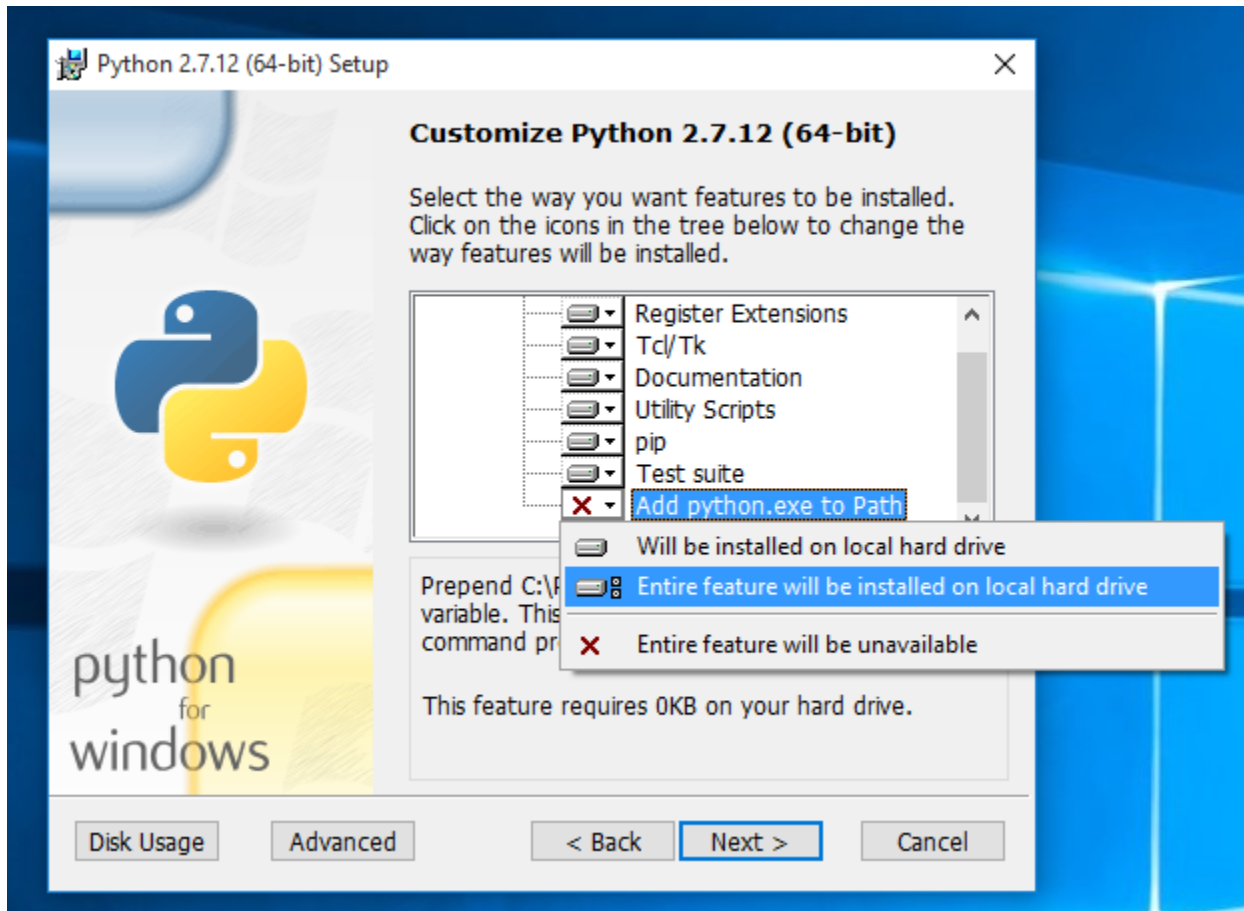 Python 2.7.12 (64-bit) Setup
Customize Python 2.7.12 (64-bit)
Select the way you want features to be installed.
Click on the icons in the tree below to change the
way features will be installed.
Register Extensions
Tcl/Tk
Documentation
Utility Scripts
pip
Test suite
Add python.exe to Path
Will be installed on local hard drive
Entire feature will be installed on local hard drive
Entire feature will be unavailable
Prepend C:\
variable. This
command
This feature requires 0KB on your hard drive.
python
for
windows
Disk Usage
Advanced
< Back
Next >
Cancel